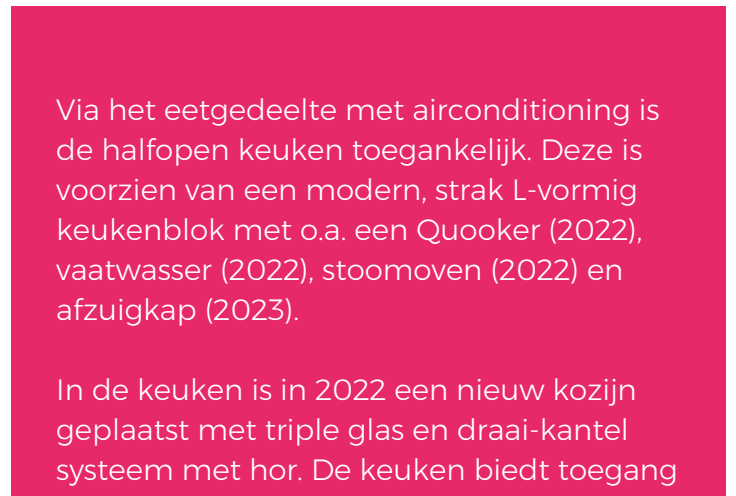 Via het eetgedeelte met airconditioning is
de halfopen keuken toegankelijk. Deze is
voorzien van een modern, strak L-vormig
keukenblok met o.a. een Quooker (2022),
vaatwasser (2022), stoomoven (2022) en
afzuigkap (2023).

In de keuken is in 2022 een nieuw kozijn
geplaatst met triple glas en draai-kantel
systeem met hor. De keuken biedt toegang